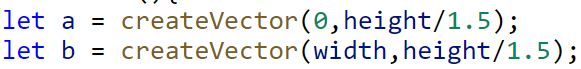 (){
let a = createVector(0,height/1.5);
let b = createVector(width,height/1.5);